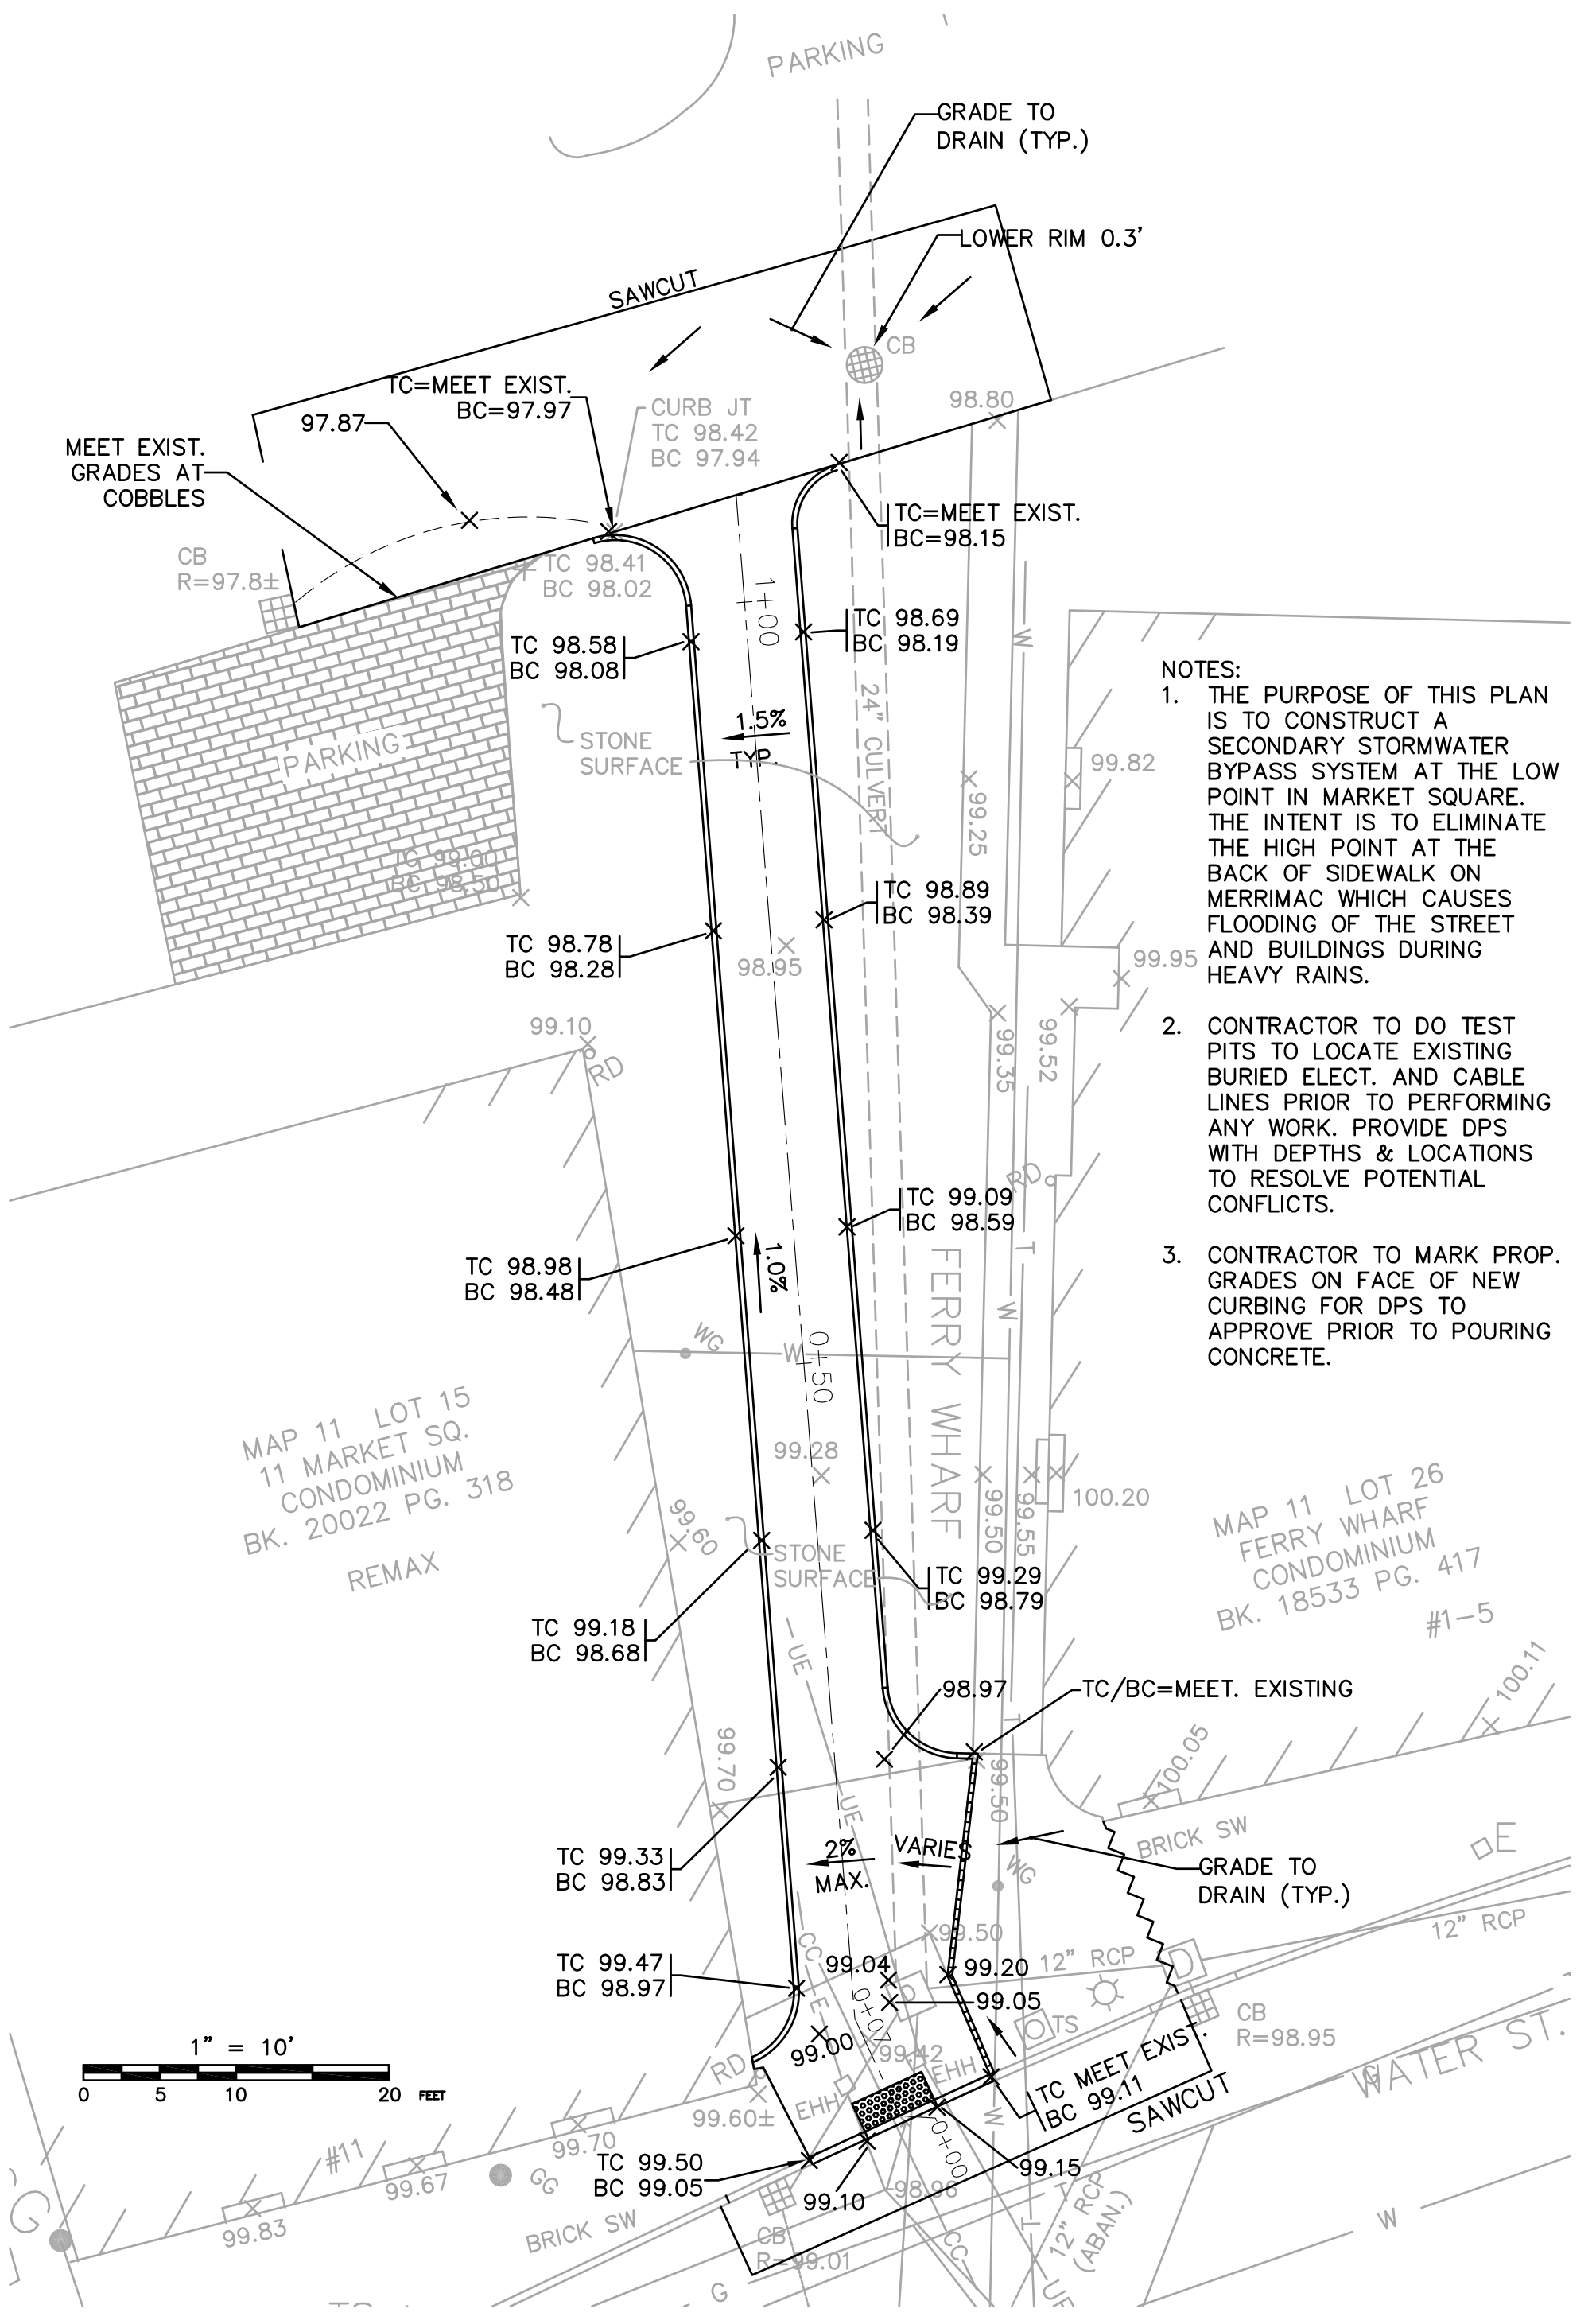 PARKING
GRADE TO
DRAIN (TYP.)
LOWER RIM 0.3'
SAWCUT
CB
TC=MEET EXIST.
BC=97.97
97.87
CURB JT
TC 98.42
BC 97.94
98.80
MEET EXIST.
GRADES AT
COBBLES
TC=MEET EXIST.
BC=98.15
CB
R=97.8±
TC 98.41
BC 98.02
1+00
TC 98.58
BC 98.08
TC 98.69
BC 98.19
W
24" CULVERT
1.5%
TYP.
STONE
SURFACE
PARKING
99.82
99.25
TC 99.00
BC 98.50
TC 98.89
BC 98.39
TC 98.78
BC 98.28
98.95
99.95
NOTES:
1. THE PURPOSE OF THIS PLAN
IS TO CONSTRUCT A
SECONDARY STORMWATER
BYPASS SYSTEM AT THE LOW
POINT IN MARKET SQUARE.
THE INTENT IS TO ELIMINATE
THE HIGH POINT AT THE
BACK OF SIDEWALK ON
MERRIMAC WHICH CAUSES
FLOODING OF THE STREET
AND BUILDINGS DURING
HEAVY RAINS.
2. CONTRACTOR TO DO TEST
PITS TO LOCATE EXISTING
BURIED ELECT. AND CABLE
LINES PRIOR TO PERFORMING
ANY WORK. PROVIDE DPS
WITH DEPTHS & LOCATIONS
TO RESOLVE POTENTIAL
CONFLICTS.
3. CONTRACTOR TO MARK PROP.
GRADES ON FACE OF NEW
CURBING FOR DPS TO
APPROVE PRIOR TO POURING
CONCRETE.
99.10
RD
99.35
99.52
RD
TC 99.09
BC 98.59
TC 98.98
BC 98.48
1.0%
FERRY WHARF
T
W
WG
W
0+50
MAP 11 LOT 15
11 MARKET SQ.
CONDOMINIUM
BK. 20022 PG. 318
REMAX
99.28
99.60
99.50
99.55
100.20
MAP 11 LOT 26
FERRY WHARF
CONDOMINIUM
BK. 18533 PG. 417
#1-5
STONE
SURFACE
TC 99.29
BC 98.79
TC 99.18
BC 98.68
UE
98.97
TC/BC=MEET. EXISTING
T
100.11
99.70
99.50
100.05
UE
BRICK SW
E
TC 99.33
BC 98.83
2%
MAX.
VARIES
WG
GRADE TO
DRAIN (TYP.)
12" RCP
99.50
CC
TC 99.47
BC 98.97
99.04
D
99.20
12" RCP
D
99.05
E
0+07
TS
CB
R=98.95
99.00
99.42
1" = 10'
0 5 10 20 FEET
RD
EHH
EHH
TC MEET EXIST.
BC 99.11
WATER ST.
G
SAWCUT
99.60±
W
0+00
#11
99.70
99.67
GG
99.83
TC 99.50
BC 99.05
99.15
98.96
99.10
12" RCP
(ABAN.)
BRICK SW
CB
R=99.01
CC
T
T
W
G
G
UE
G